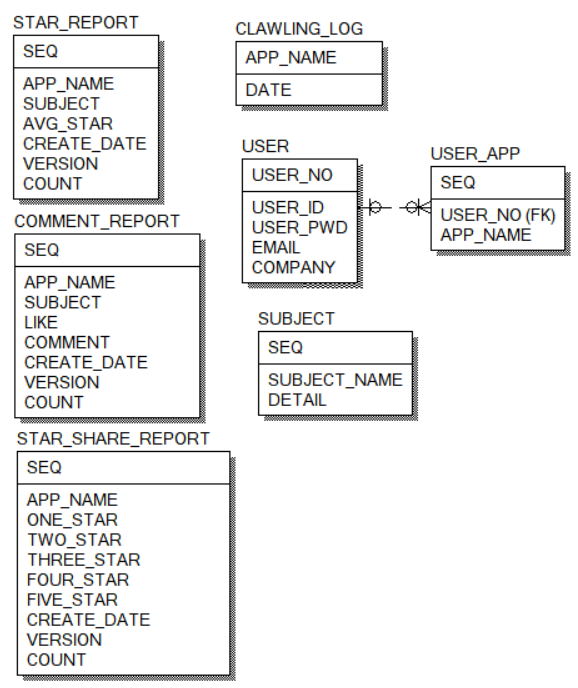 STAR_REPORT
SEQ
APP_NAME
SUBJECT
AVG_STAR
CREATE_DATE
VERSION
COUNT
COMMENT_REPORT
SEQ
APP_NAME
SUBJECT
LIKE
COMMENT
CREATE_DATE
VERSION
COUNT
STAR_SHARE_REPORT
SEQ
APP_NAME
ONE_STAR
TWO_STAR
THREE_STAR
FOUR_STAR
FIVE_STAR
CREATE_DATE
VERSION
COUNT
CLAWLING_LOG
APP_NAME
DATE
USER
USER_NO
USER_ID
USER_PWD
EMAIL
COMPANY
USER_APP
SEQ
USER_NO (FK)
APP_NAME
SUBJECT
SEQ
SUBJECT_NAME
DETAIL